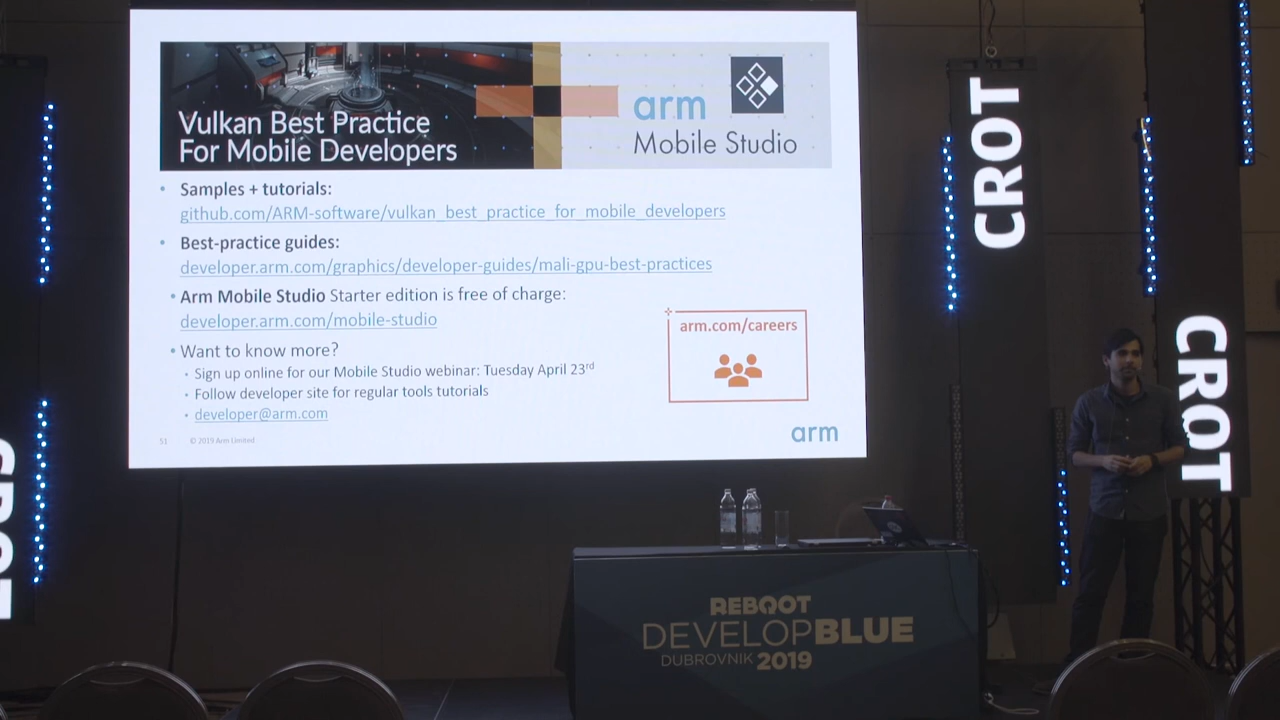 Vulkan Best Practice
For Mobile Developers
arm
Mobile Studio
• Samples + tutorials:
github.com/ARM-software/vulkan_best_practice_for_mobile_developers
• Best-practice guides:
developer.arm.com/graphics/developer-guides/mali-gpu-best-practices
• Arm Mobile Studio Starter edition is free of charge:
developer.arm.com/mobile-studio
• Want to know more?
• Sign up online for our Mobile Studio webinar: Tuesday April 23rd
• Follow developer site for regular tools tutorials
• developer@arm.com
arm.com/careers
51 © 2019 Arm Limited
arm
CROT
CROT
REBOOT
DEVELOPBLUE
DUBROVNIK 2019